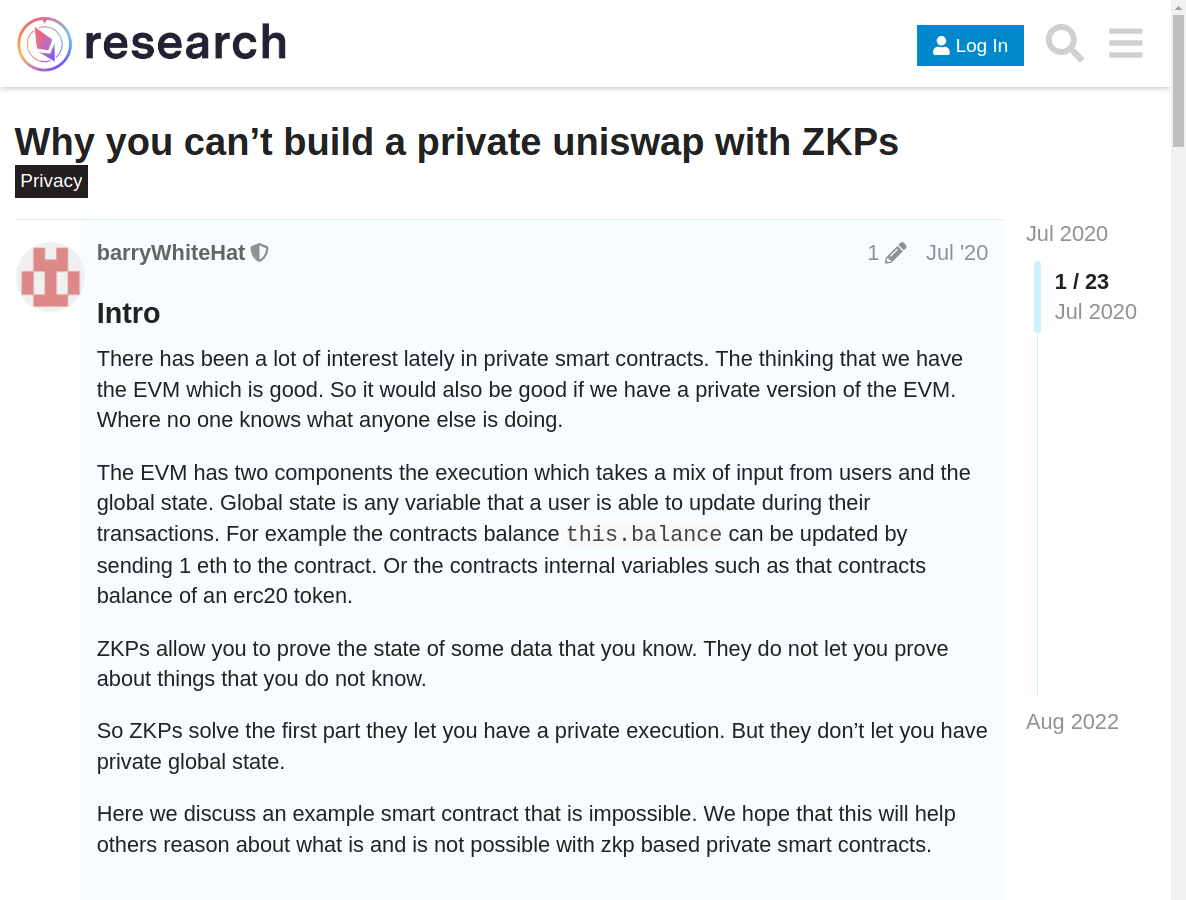 research
Log In
Why you can’t build a private uniswap with ZKPs
Privacy
barryWhiteHat
1
Jul '20
Intro
There has been a lot of interest lately in private smart contracts. The thinking that we have
the EVM which is good. So it would also be good if we have a private version of the EVM.
Where no one knows what anyone else is doing.
The EVM has two components the execution which takes a mix of input from users and the
global state. Global state is any variable that a user is able to update during their
transactions. For example the contracts balance this.balance can be updated by
sending 1 eth to the contract. Or the contracts internal variables such as that contracts
balance of an erc20 token.
ZKPs allow you to prove the state of some data that you know. They do not let you prove
about things that you do not know.
So ZKPs solve the first part they let you have a private execution. But they don’t let you have
private global state.
Here we discuss an example smart contract that is impossible. We hope that this will help
others reason about what is and is not possible with zkp based private smart contracts.
Jul 2020
1 / 23
Jul 2020
Aug 2022